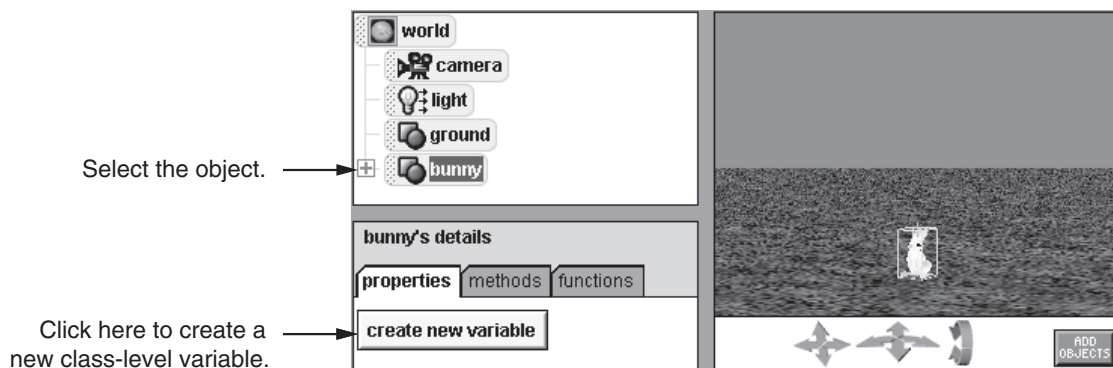 world
camera
light
ground
Select the object.
bunny
bunny's details
properties methods functions
Click here to create a
new class-level variable.
create new variable
ADD
OBJECTS